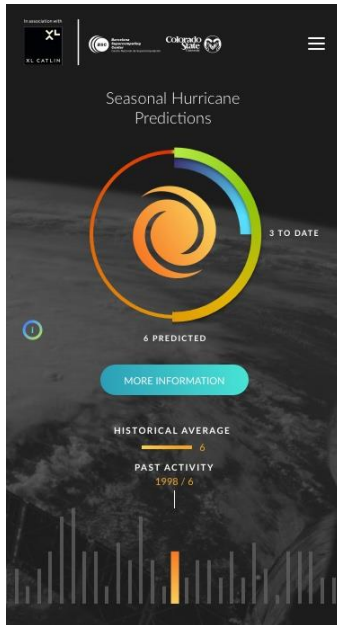 In association with
XL
XL CATLIN
BSC
Barcelona
Supercomputing
Center
Colorado
State
University
Seasonal Hurricane
Predictions
3 TO DATE
i
6 PREDICTED
MORE INFORMATION
HISTORICAL AVERAGE
6
PAST ACTIVITY
1998 / 6